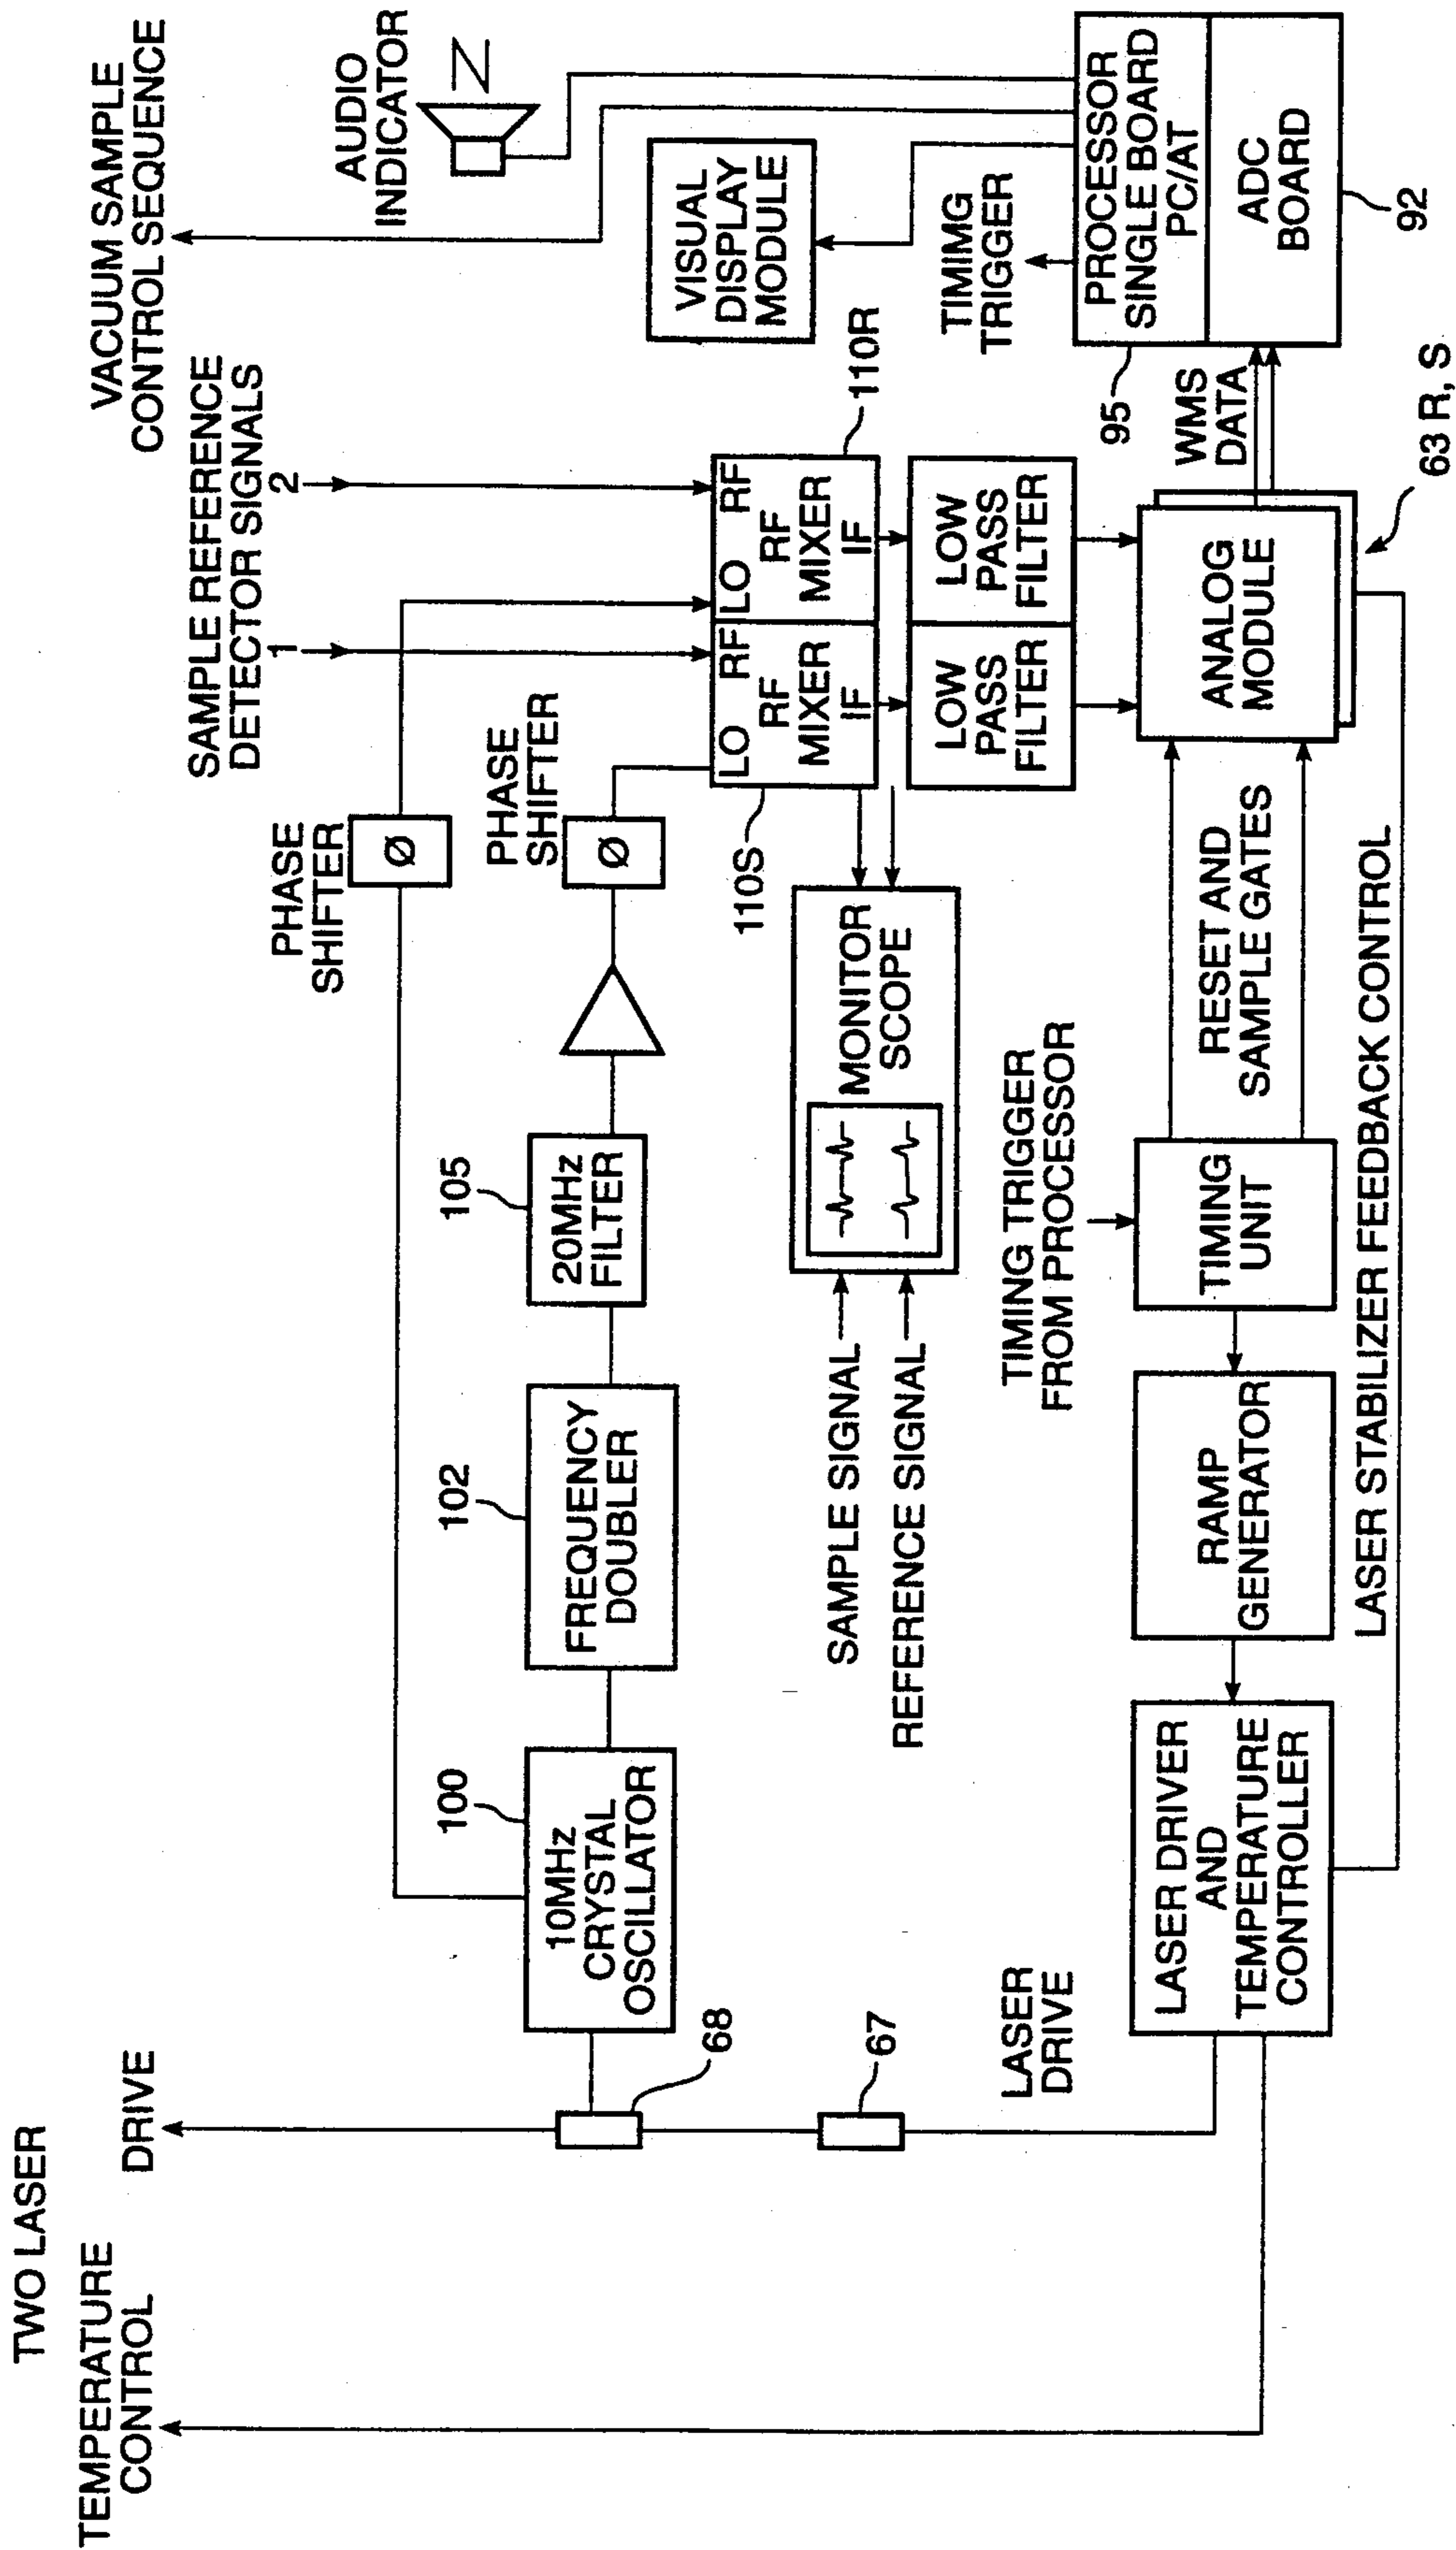 TWO LASER
TEMPERATURE
CONTROL
DRIVE
68
67
LASER
DRIVE
100
10MHz
CRYSTAL
OSCILLATOR
102
FREQUENCY
DOUBLER
105
20MHz
FILTER
PHASE
SHIFTER
Ø
PHASE
SHIFTER
Ø
SAMPLE REFERENCE
DETECTOR SIGNALS
1
2
VACUUM SAMPLE
CONTROL SEQUENCE
AUDIO
INDICATOR
VISUAL
DISPLAY
MODULE
110S
LO RF
RF
MIXER
IF
110R
LO RF
RF
MIXER
IF
LOW
PASS
FILTER
LOW
PASS
FILTER
MONITOR
SCOPE
SAMPLE SIGNAL
REFERENCE SIGNAL
TIMIMG
TRIGGER
PROCESSOR
SINGLE BOARD
PC/AT
95
ADC
BOARD
92
WMS
DATA
ANALOG
MODULE
63 R, S
RESET AND
SAMPLE GATES
TIMING TRIGGER
FROM PROCESSOR
TIMING
UNIT
RAMP
GENERATOR
LASER DRIVER
AND
TEMPERATURE
CONTROLLER
LASER STABILIZER FEEDBACK CONTROL